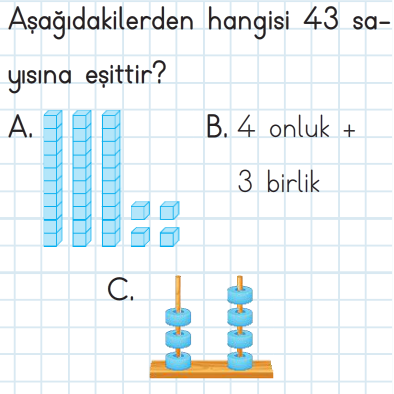 Aşağıdakilerden hangisi 43 sa-
yısına eşittir?
A.
B. 4 onluk +
3 birlik
C.